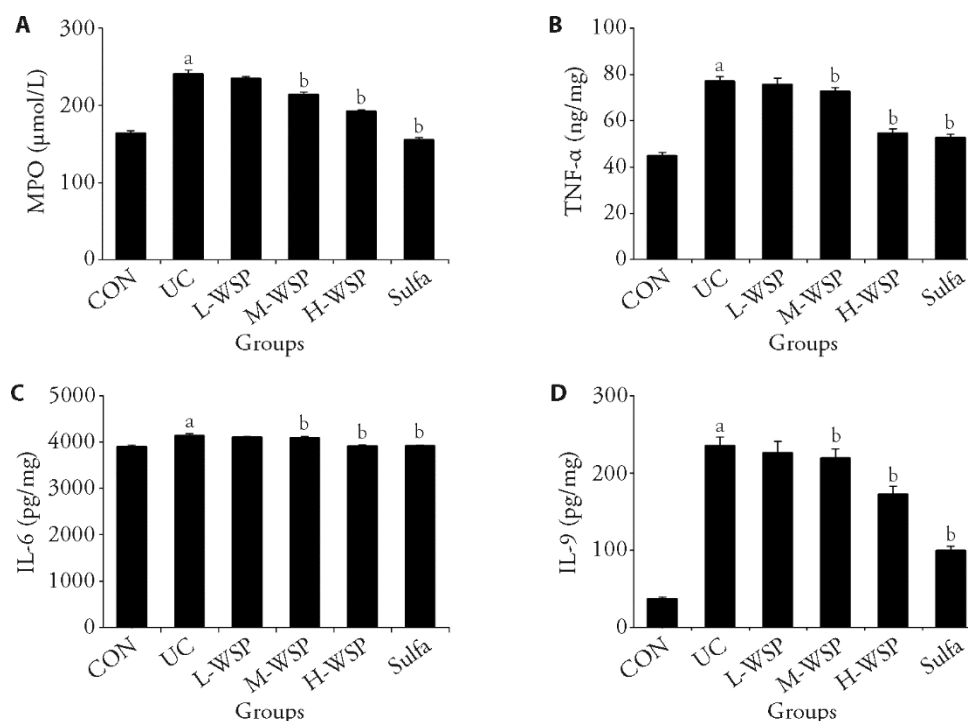 A
MPO (µmol/L)
300
200
100
0
a
b
b
b
CON
UC
L-WSP
M-WSP
H-WSP
Sulfa
Groups
B
TNF-α (ng/mg)
100
80
60
40
20
0
a
b
b
b
CON
UC
L-WSP
M-WSP
H-WSP
Sulfa
Groups
C
IL-6 (pg/mg)
5000
4000
3000
2000
1000
0
a
b
b
b
CON
UC
L-WSP
M-WSP
H-WSP
Sulfa
Groups
D
IL-9 (pg/mg)
300
200
100
0
a
b
b
b
CON
UC
L-WSP
M-WSP
H-WSP
Sulfa
Groups